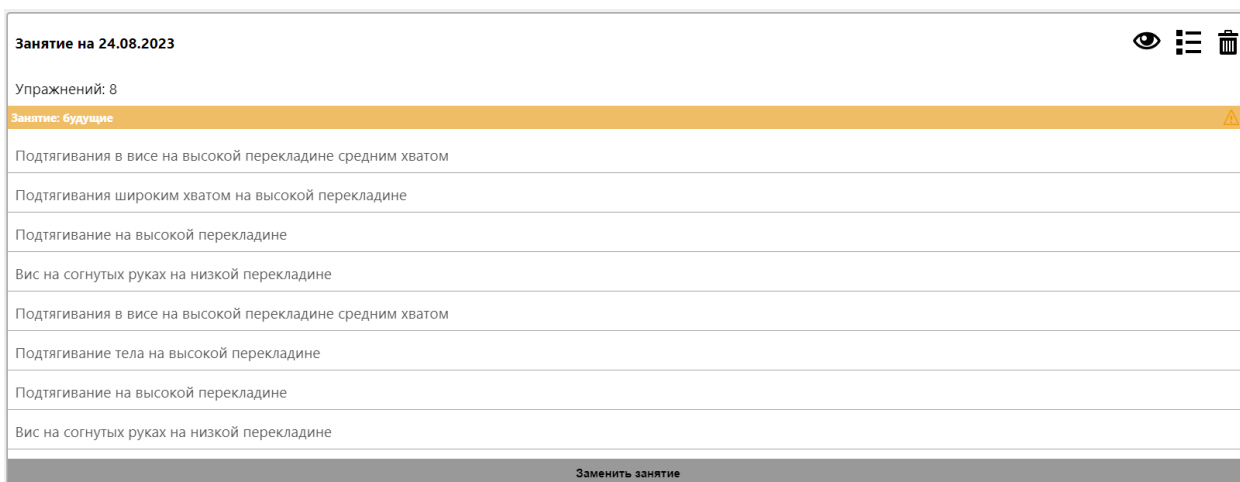 Занятие на 24.08.2023
Упражнений: 8
Занятие: будущие
Подтягивания в висе на высокой перекладине средним хватом
Подтягивания широким хватом на высокой перекладине
Подтягивание на высокой перекладине
Вис на согнутых руках на низкой перекладине
Подтягивания в висе на высокой перекладине средним хватом
Подтягивание тела на высокой перекладине
Подтягивание на высокой перекладине
Вис на согнутых руках на низкой перекладине
Заменить занятие